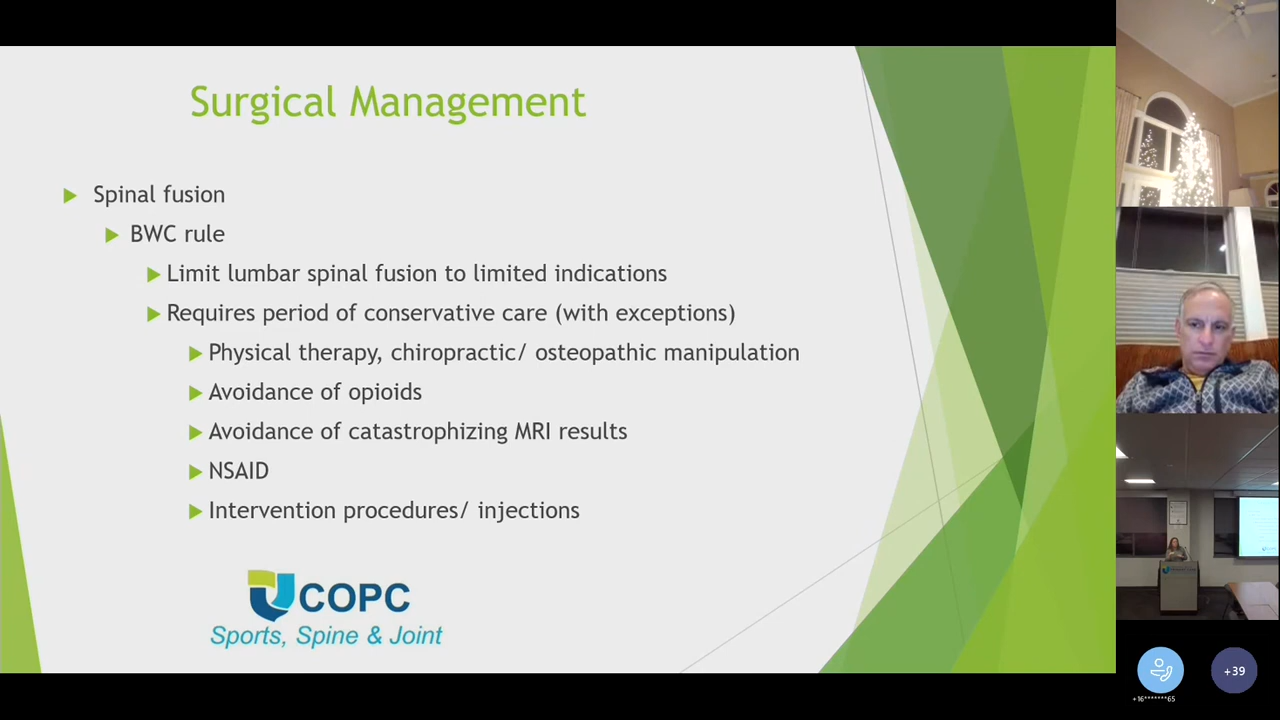 Surgical Management
Spinal fusion
BWC rule
Limit lumbar spinal fusion to limited indications
Requires period of conservative care (with exceptions)
Physical therapy, chiropractic/ osteopathic manipulation
Avoidance of opioids
Avoidance of catastrophizing MRI results
NSAID
Intervention procedures/ injections
COPC
Sports, Spine & Joint
+39
+16*******65